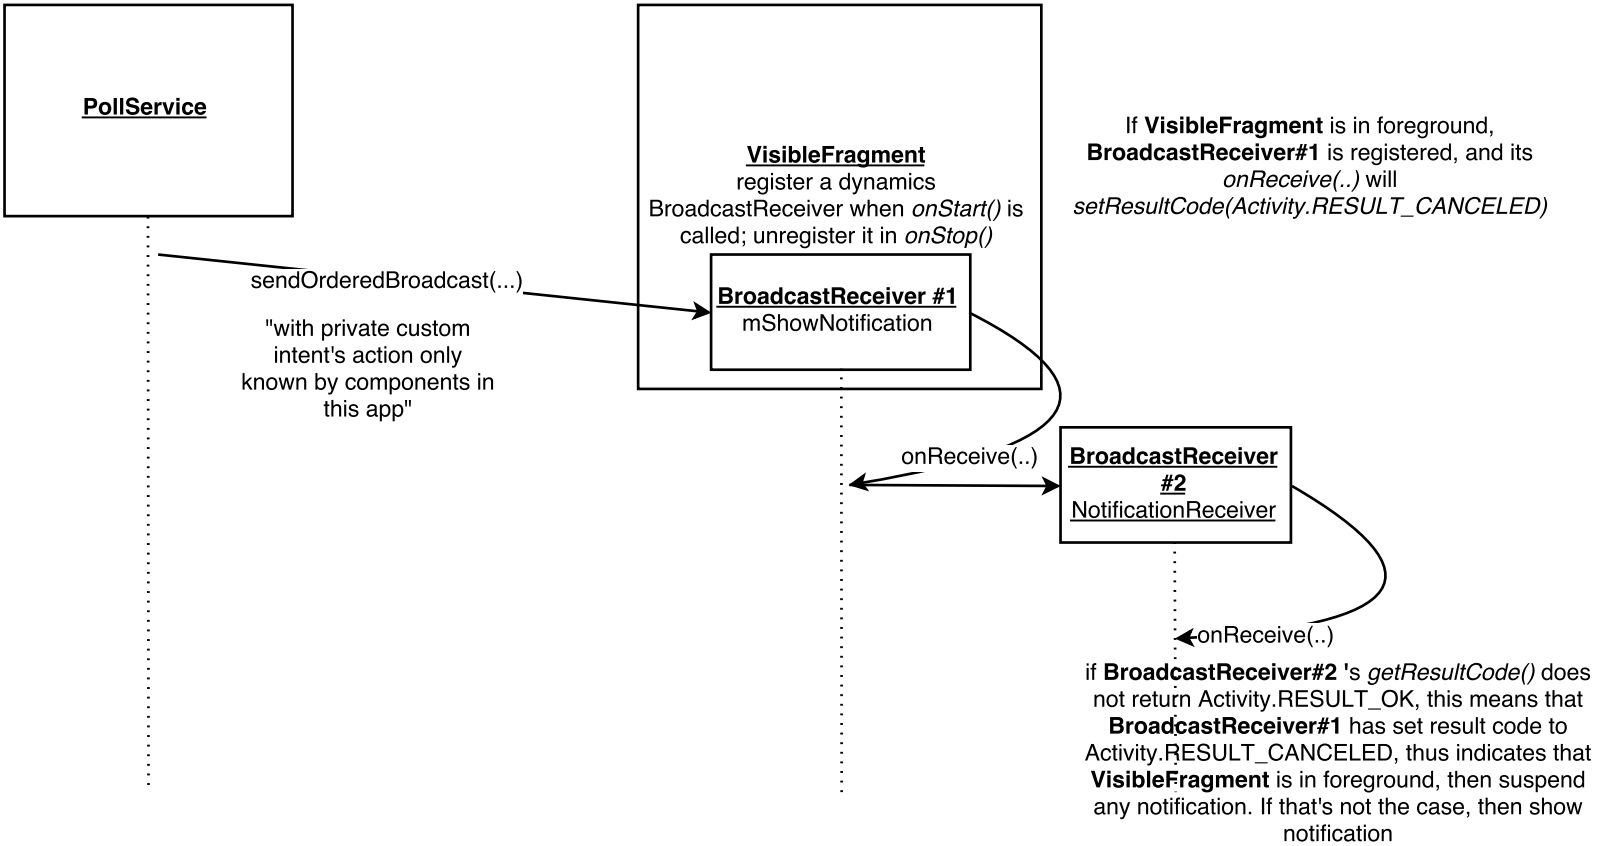 PollService
VisibleFragment
register a dynamics
BroadcastReceiver when onStart() is
called; unregister it in onStop()
If VisibleFragment is in foreground,
BroadcastReceiver#1 is registered, and its
onReceive(..) will
setResultCode(Activity.RESULT_CANCELED)
sendOrderedBroadcast(...)
"with private custom
intent's action only
known by components in
this app"
BroadcastReceiver #1
mShowNotification
onReceive(..)
BroadcastReceiver
#2
NotificationReceiver
onReceive(..)
if BroadcastReceiver#2 's getResultCode() does
not return Activity.RESULT_OK, this means that
BroadcastReceiver#1 has set result code to
Activity.RESULT_CANCELED, thus indicates that
VisibleFragment is in foreground, then suspend
any notification. If that's not the case, then show
notification